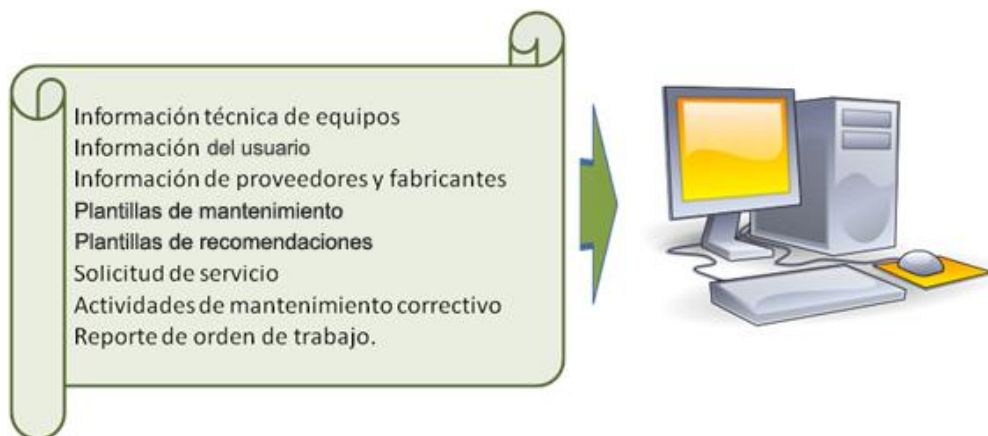 Información técnica de equipos
Información del usuario
Información de proveedores y fabricantes
Plantillas de mantenimiento
Plantillas de recomendaciones
Solicitud de servicio
Actividades de mantenimiento correctivo
Reporte de orden de trabajo.